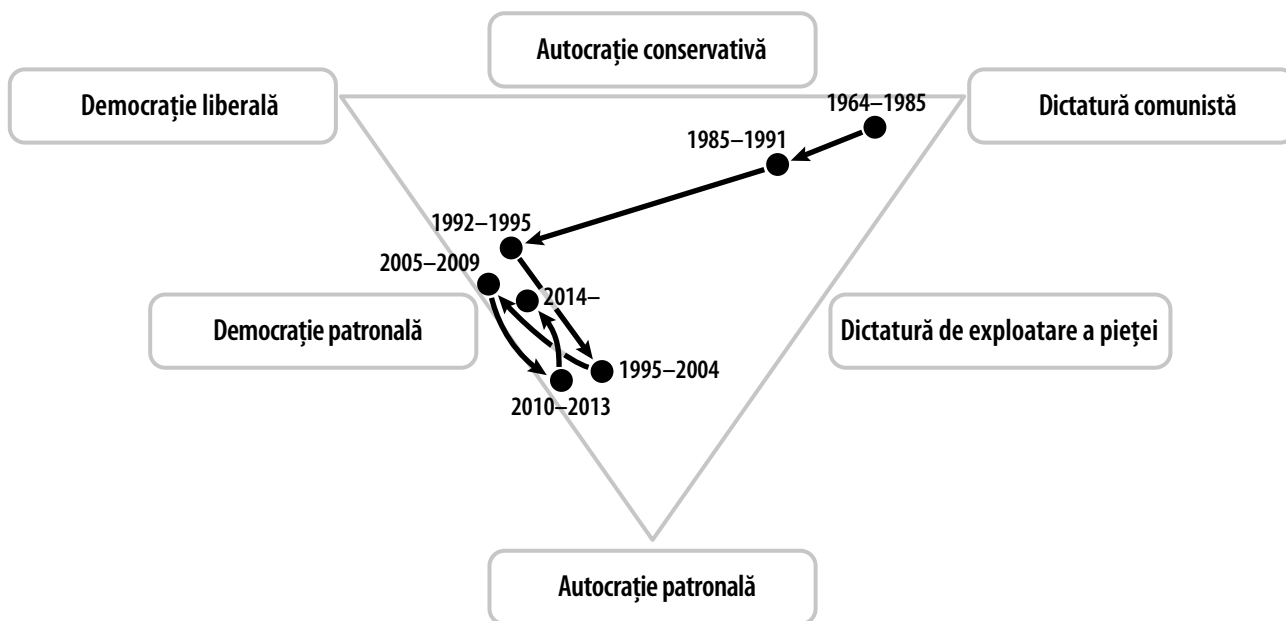 Autocrație conservativă
Democrație liberală
Dictatură comunistă
1964–1985
1985–1991
1992–1995
2005–2009
2014–
Democrație patronală
Dictatură de exploatare a pieței
1995–2004
2010–2013
Autocrație patronală